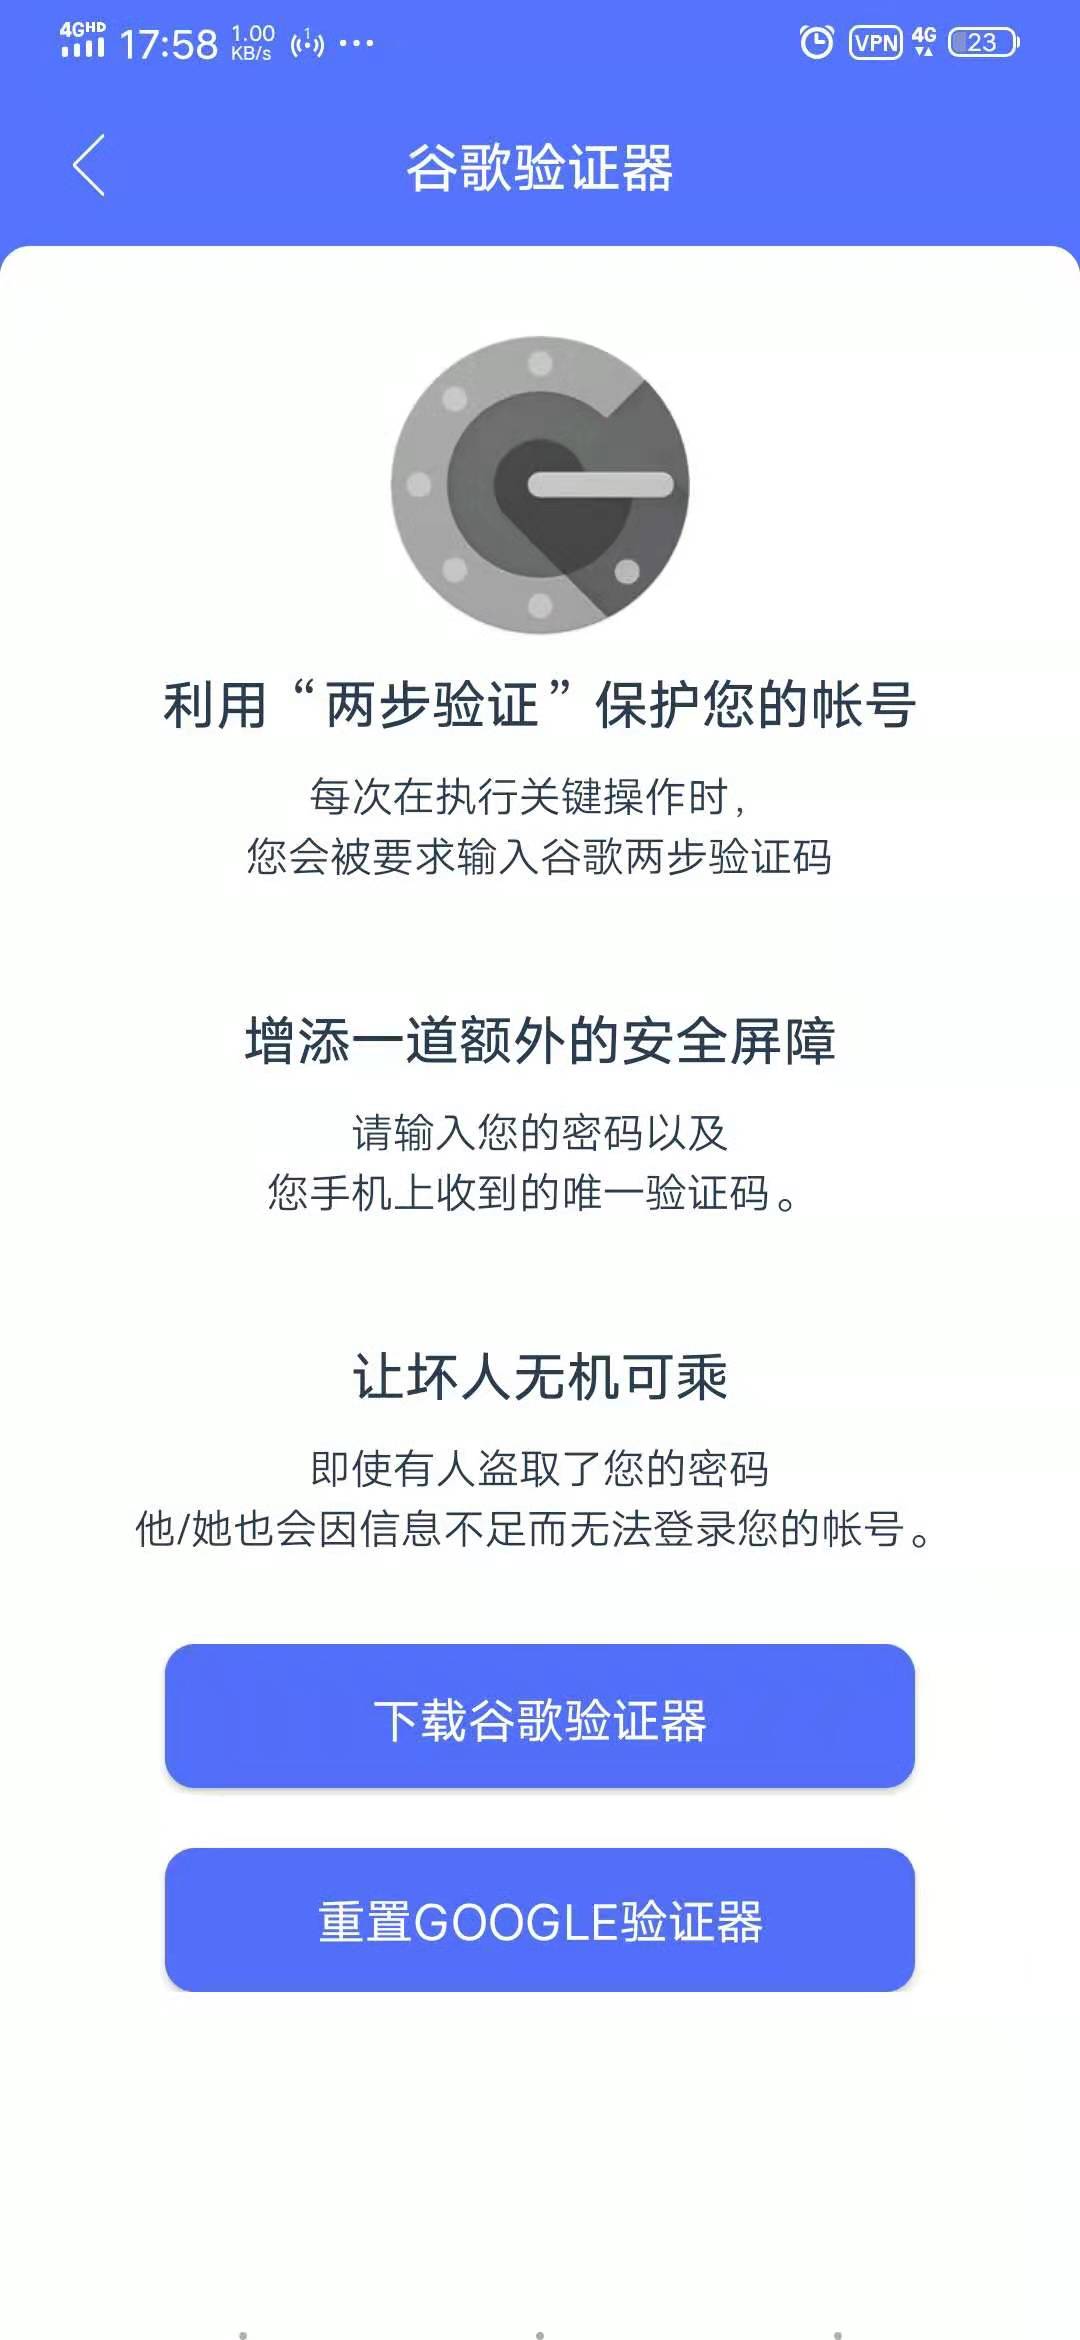 4GHD 17:58 1.00 KB/s 1 ··· VPN 4G 23
谷歌验证器
利用“两步验证”保护您的帐号
每次在执行关键操作时，
您会被要求输入谷歌两步验证码
增添一道额外的安全屏障
请输入您的密码以及
您手机上收到的唯一验证码。
让坏人无机可乘
即使有人盗取了您的密码
他/她也会因信息不足而无法登录您的帐号。
下载谷歌验证器
重置GOOGLE验证器